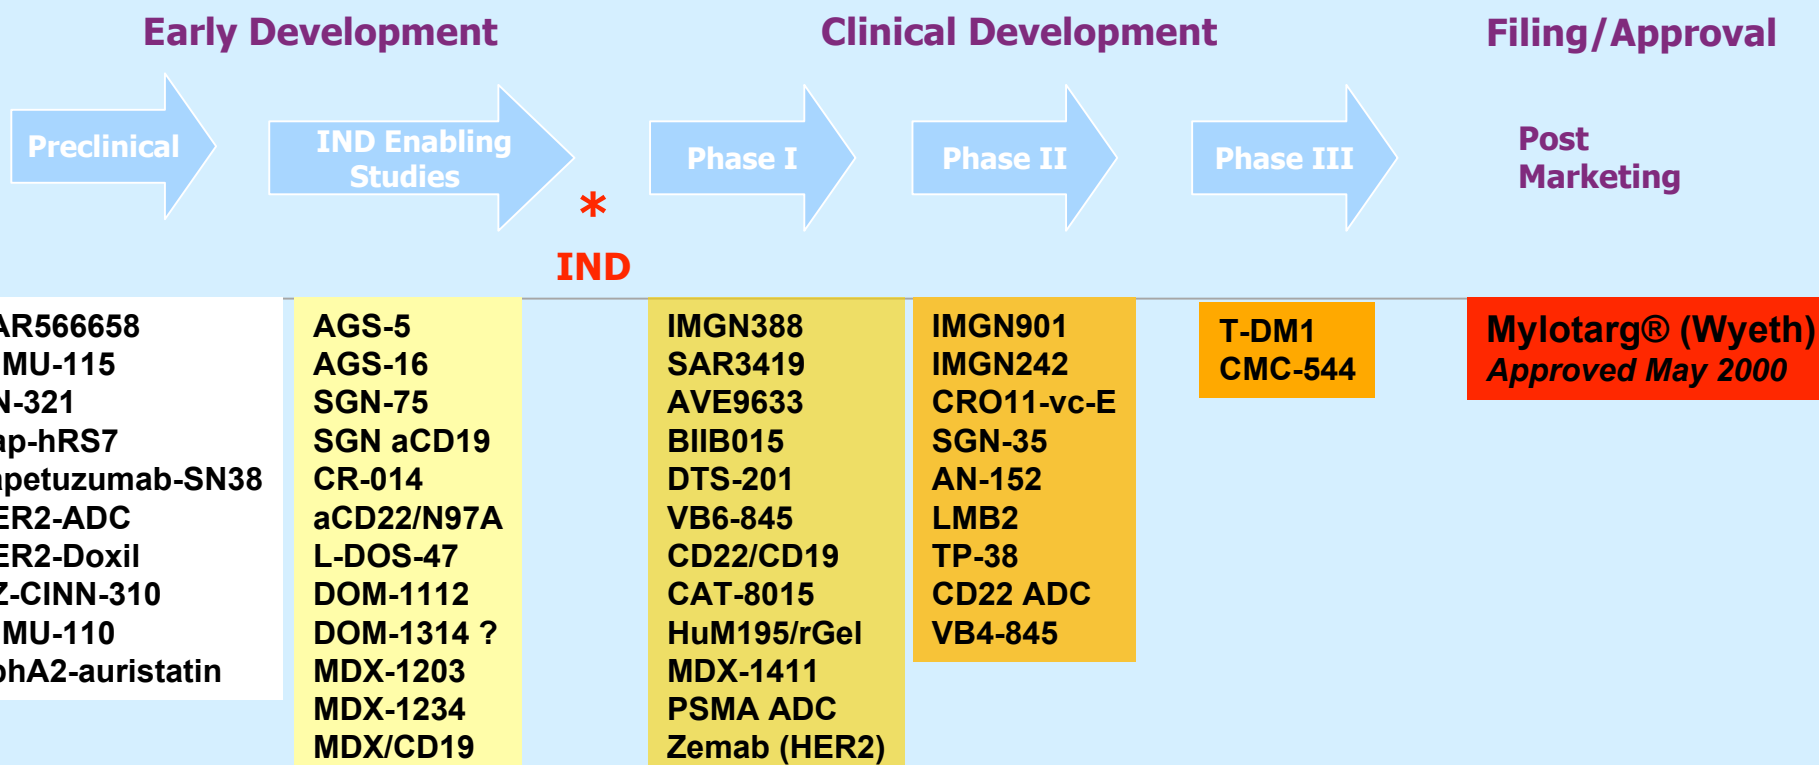 Early Development
Clinical Development
Filing/Approval
Preclinical
IND Enabling
Studies
*
IND
Phase I
Phase II
Phase III
Post
Marketing
AR566658
MU-115
N-321
ap-hRS7
apetuzumab-SN38
ER2-ADC
ER2-Doxil
Z-CINN-310
MU-110
phA2-auristatin
AGS-5
AGS-16
SGN-75
SGN aCD19
CR-014
aCD22/N97A
L-DOS-47
DOM-1112
DOM-1314 ?
MDX-1203
MDX-1234
MDX/CD19
IMGN388
SAR3419
AVE9633
BIIB015
DTS-201
VB6-845
CD22/CD19
CAT-8015
HuM195/rGel
MDX-1411
PSMA ADC
Zemab (HER2)
IMGN901
IMGN242
CRO11-vc-E
SGN-35
AN-152
LMB2
TP-38
CD22 ADC
VB4-845
T-DM1
CMC-544
Mylotarg® (Wyeth)
Approved May 2000